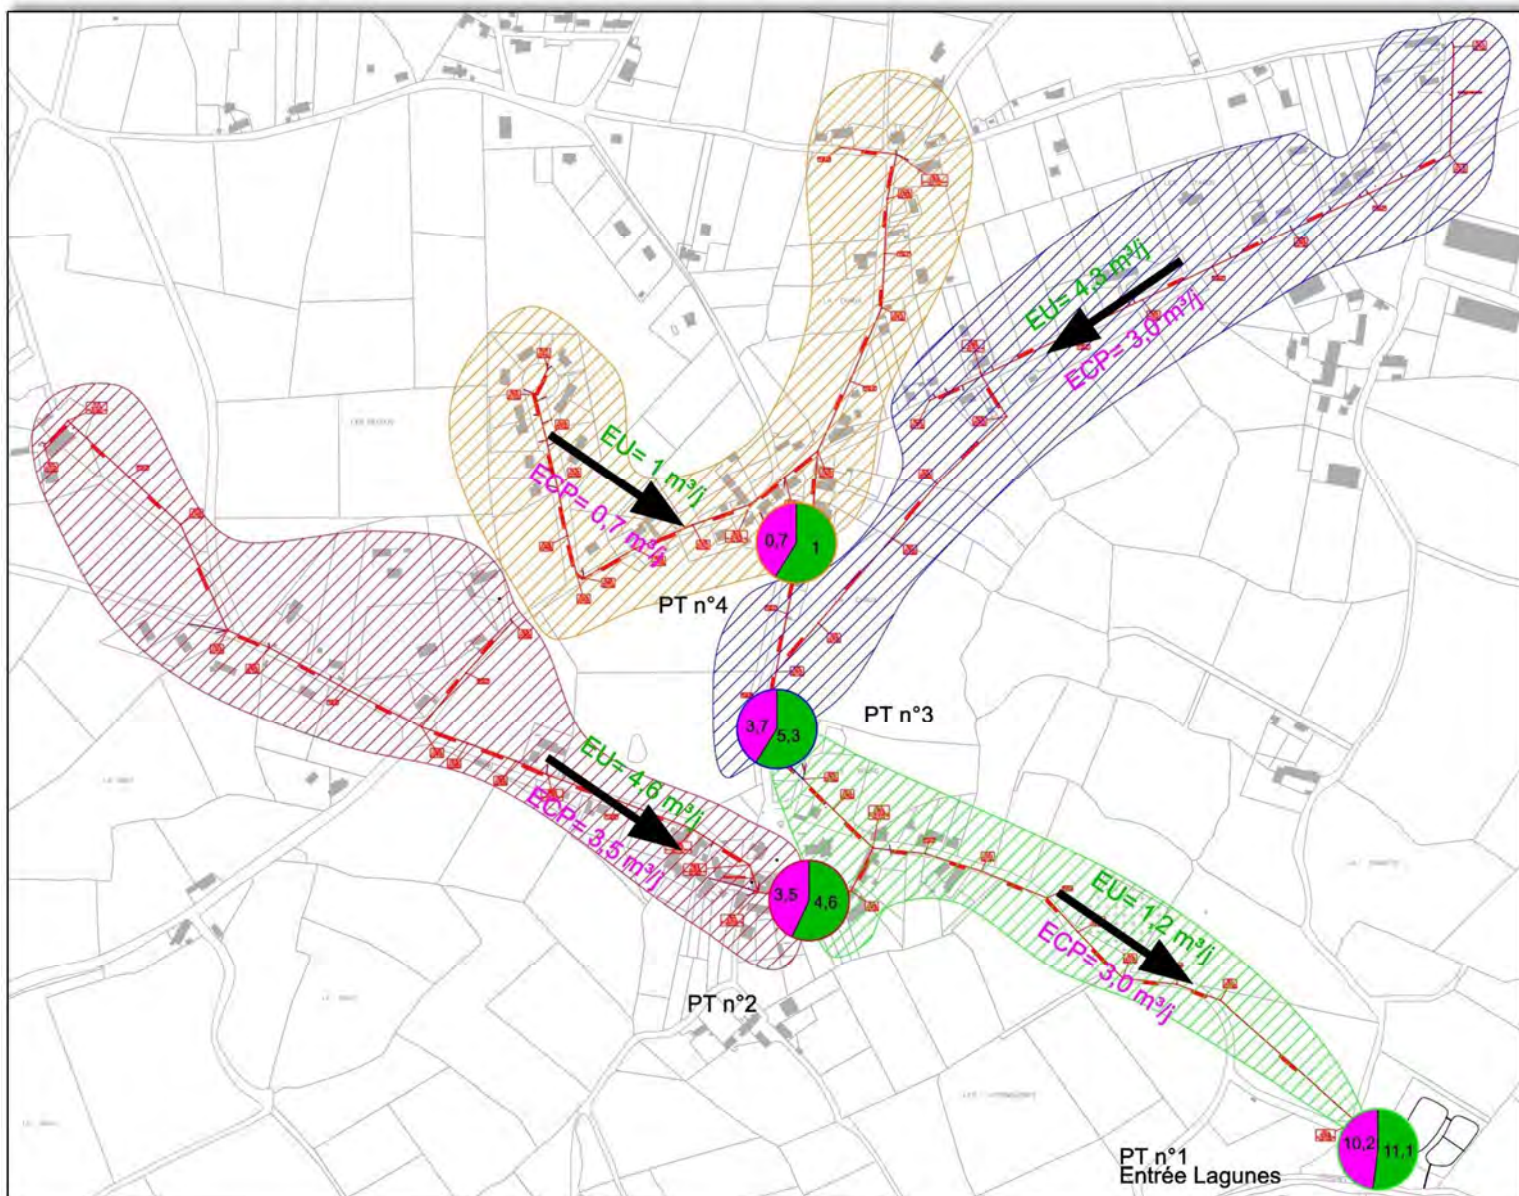 EU= 4,3 m³/j
ECP= 3,0 m³/j
EU= 1 m³/j
ECP= 0,7 m³/j
0,7
1
PT n°4
3,7
5,3
PT n°3
EU= 4,6 m³/j
ECP= 3,5 m³/j
3,5
4,6
PT n°2
EU= 1,2 m³/j
ECP= 3,0 m³/j
10,2
11,1
PT n°1
Entrée Lagunes